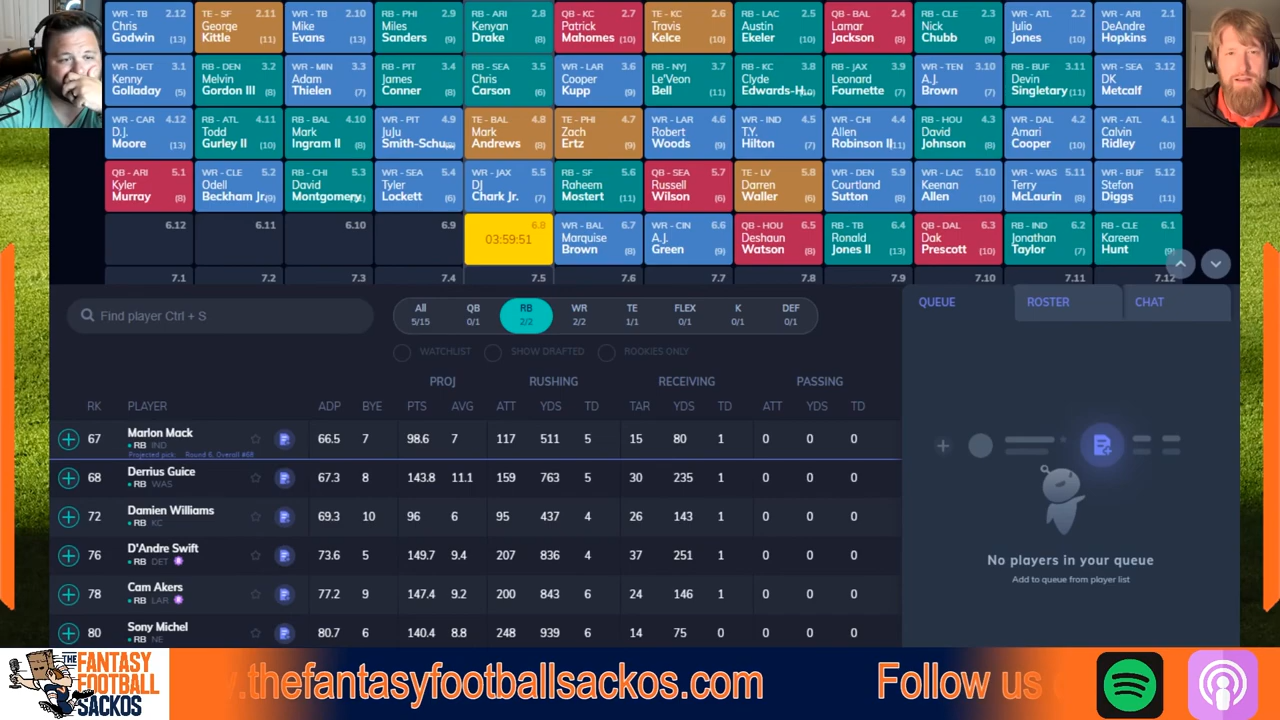 WR - TB 2.12 TE - SF 2.11 WR - TB 2.10 RB - PHI 2.9 RB - ARI 2.8 QB - KC 2.7 TE - KC 2.6 RB - LAC 2.5 QB - BAL 2.4 RB - CLE 2.3 WR - ATL 2.2 WR - ARI 2.1
Chris George Mike Miles Kenyan Patrick Travis Austin Lamar Nick Julio DeAndre
Godwin (13) Kittle (11) Evans (13) Sanders (9) Drake (8) Mahomes (10) Kelce (10) Ekeler (10) Jackson (8) Chubb (9) Jones (10) Hopkins (8)
WR - DET 3.1 RB - DEN 3.2 WR - MIN 3.3 RB - PIT 3.4 RB - SEA 3.5 WR - LAR 3.6 RB - NYJ 3.7 RB - KC 3.8 RB - JAX 3.9 WR - TEN 3.10 RB - BUF 3.11 WR - SEA 3.12
Kenny Melvin Adam James Chris Cooper Le'Veon Clyde Leonard A.J. Devin DK
Golladay (5) Gordon III (8) Thielen (7) Conner (8) Carson (6) Kupp (9) Bell (11) Edwards-H... Fournette (7) Brown (7) Singletary (11) Metcalf (6)
WR - CAR 4.12 RB - ATL 4.11 RB - BAL 4.10 WR - PIT 4.9 TE - BAL 4.8 TE - PHI 4.7 WR - LAR 4.6 WR - IND 4.5 WR - CHI 4.4 RB - HOU 4.3 WR - DAL 4.2 WR - ATL 4.1
D.J. Todd Mark JuJu Mark Zach Robert T.Y. Allen David Amari Calvin
Moore (13) Gurley II (10) Ingram II (8) Smith-Schu... Andrews (8) Ertz (9) Woods (9) Hilton (7) Robinson II (11) Johnson (8) Cooper (10) Ridley (10)
QB - ARI 5.1 WR - CLE 5.2 RB - CHI 5.3 WR - SEA 5.4 WR - JAX 5.5 RB - SF 5.6 QB - SEA 5.7 TE - LV 5.8 WR - DEN 5.9 WR - LAC 5.10 WR - WAS 5.11 WR - BUF 5.12
Kyler Odell David Tyler DJ Raheem Russell Darren Courtland Keenan Terry Stefon
Murray (8) Beckham Jr. (9) Montgomery Lockett (6) Chark Jr. (7) Mostert (11) Wilson (6) Waller (6) Sutton (8) Allen (10) McLaurin (8) Diggs (11)
6.12 6.11 6.10 6.9 6.8 WR - BAL 6.7 WR - CIN 6.6 QB - HOU 6.5 RB - TB 6.4 QB - DAL 6.3 RB - IND 6.2 RB - CLE 6.1
03:59:51 Marquise A.J. Deshaun Ronald Dak Jonathan Kareem
Brown (8) Green (9) Watson (8) Jones II (13) Prescott (10) Taylor (7) Hunt (9)
7.1 7.2 7.3 7.4 7.5 7.6 7.7 7.8 7.9 7.10 7.11 7.12
Find player Ctrl + S
All QB RB WR TE FLEX K DEF
5/15 0/1 2/2 2/2 1/1 0/1 0/1 0/1
QUEUE ROSTER CHAT
WATCHLIST SHOW DRAFTED ROOKIES ONLY
PROJ RUSHING RECEIVING PASSING
RK PLAYER ADP BYE PTS AVG ATT YDS TD TAR YDS TD ATT YDS TD
67 Marlon Mack 66.5 7 98.6 7 117 511 5 15 80 1 0 0 0
RB IND
Projected pick: Round 6, Overall #68
68 Derrius Guice 67.3 8 143.8 11.1 159 763 5 30 235 1 0 0 0
RB WAS
72 Damien Williams 69.3 10 96 6 95 437 4 26 143 1 0 0 0
RB KC
76 D'Andre Swift 73.6 5 149.7 9.4 207 836 4 37 251 1 0 0 0
RB DET
78 Cam Akers 77.2 9 147.4 9.2 200 843 6 24 146 1 0 0 0
RB LAR
80 Sony Michel 80.7 6 140.4 8.8 248 939 6 14 75 0 0 0 0
RB NE
No players in your queue
Add to queue from player list
THE
FANTASY
FOOTBALL
SACKOS
.thefantasyfootballsackos.com Follow us